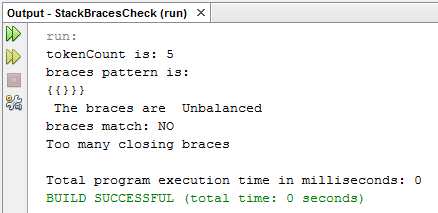 Output - StackBracesCheck (run)
run:
tokenCount is: 5
braces pattern is:
{{}}}
The braces are  Unbalanced
braces match: NO
Too many closing braces
Total program execution time in milliseconds: 0
BUILD SUCCESSFUL (total time: 0 seconds)